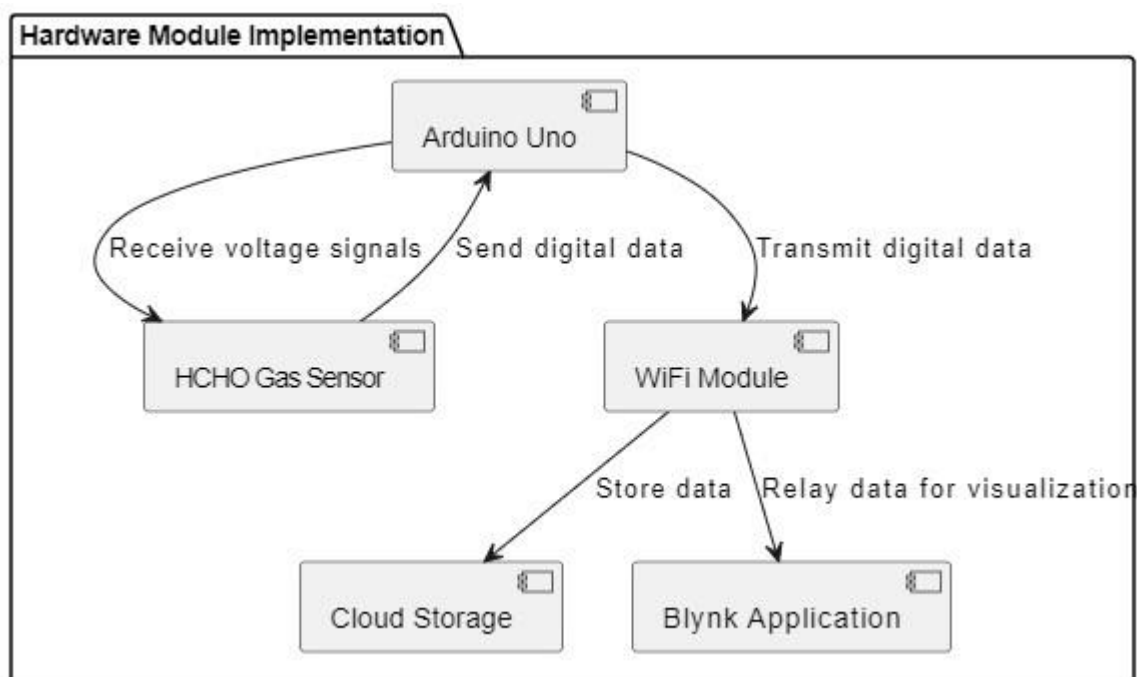 Hardware Module Implementation
Arduino Uno
Receive voltage signals
Send digital data
Transmit digital data
HCHO Gas Sensor
WiFi Module
Store data
Relay data for visualization
Cloud Storage
Blynk Application